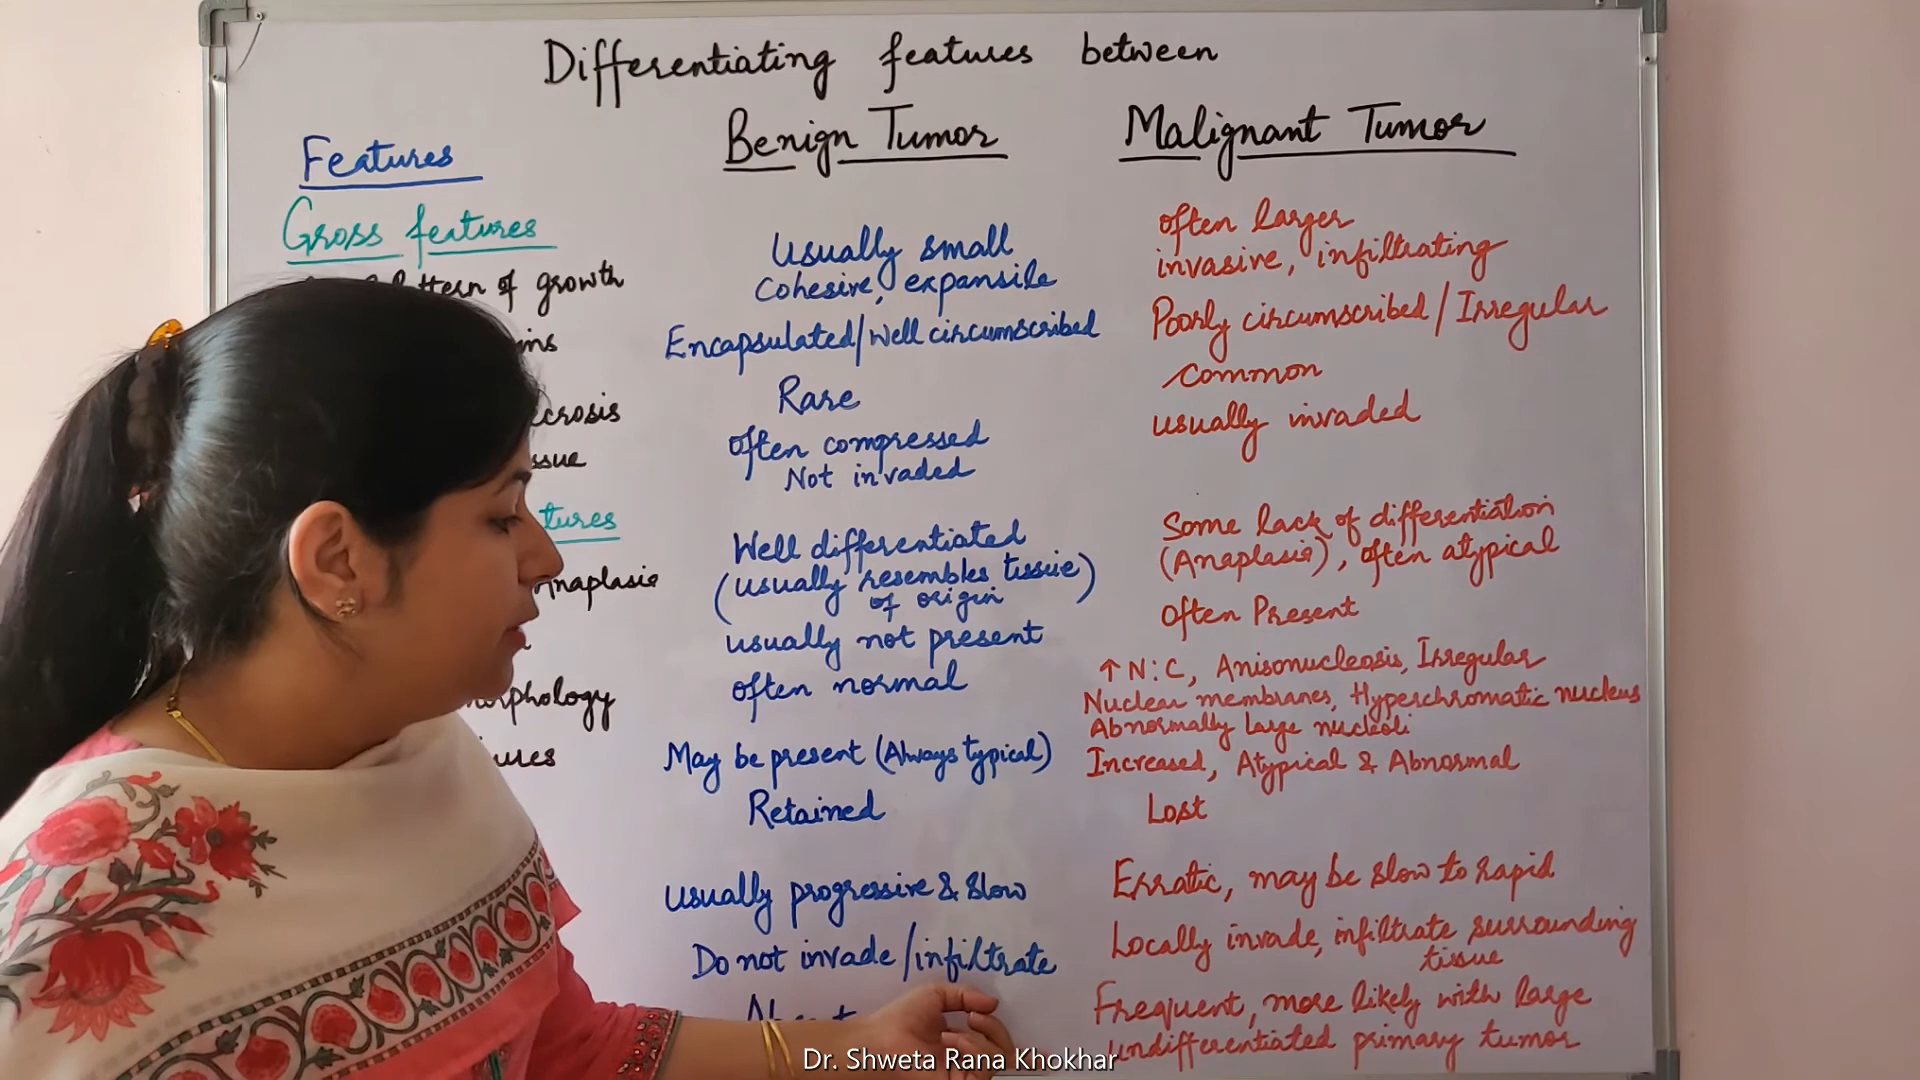 Differentiating features between
Features Benign Tumor Malignant Tumor
Gross features
of growth Usually small often larger
Cohesive, expansile invasive, infiltrating
Encapsulated/Well circumscribed Poorly circumscribed / Irregular
Rare common
often compressed usually invaded
Not invaded
Well differentiated Some lack of differentiation
Anaplasia (usually resembles tissue (Anaplasia), often atypical
of origin)
usually not present Often Present
often normal ↑ N:C, Anisonucleosis, Irregular
Nuclear membranes, Hyperchromatic nucleus
Abnormally large nucleoli
May be present (Always typical) Increased, Atypical & Abnormal
Retained Lost
Usually progressive & slow Erratic, may be slow to rapid
Do not invade/infiltrate Locally invade, infiltrate surrounding
tissue
Frequent, more likely with large
undifferentiated primary tumor
Dr. Shweta Rana Khokhar